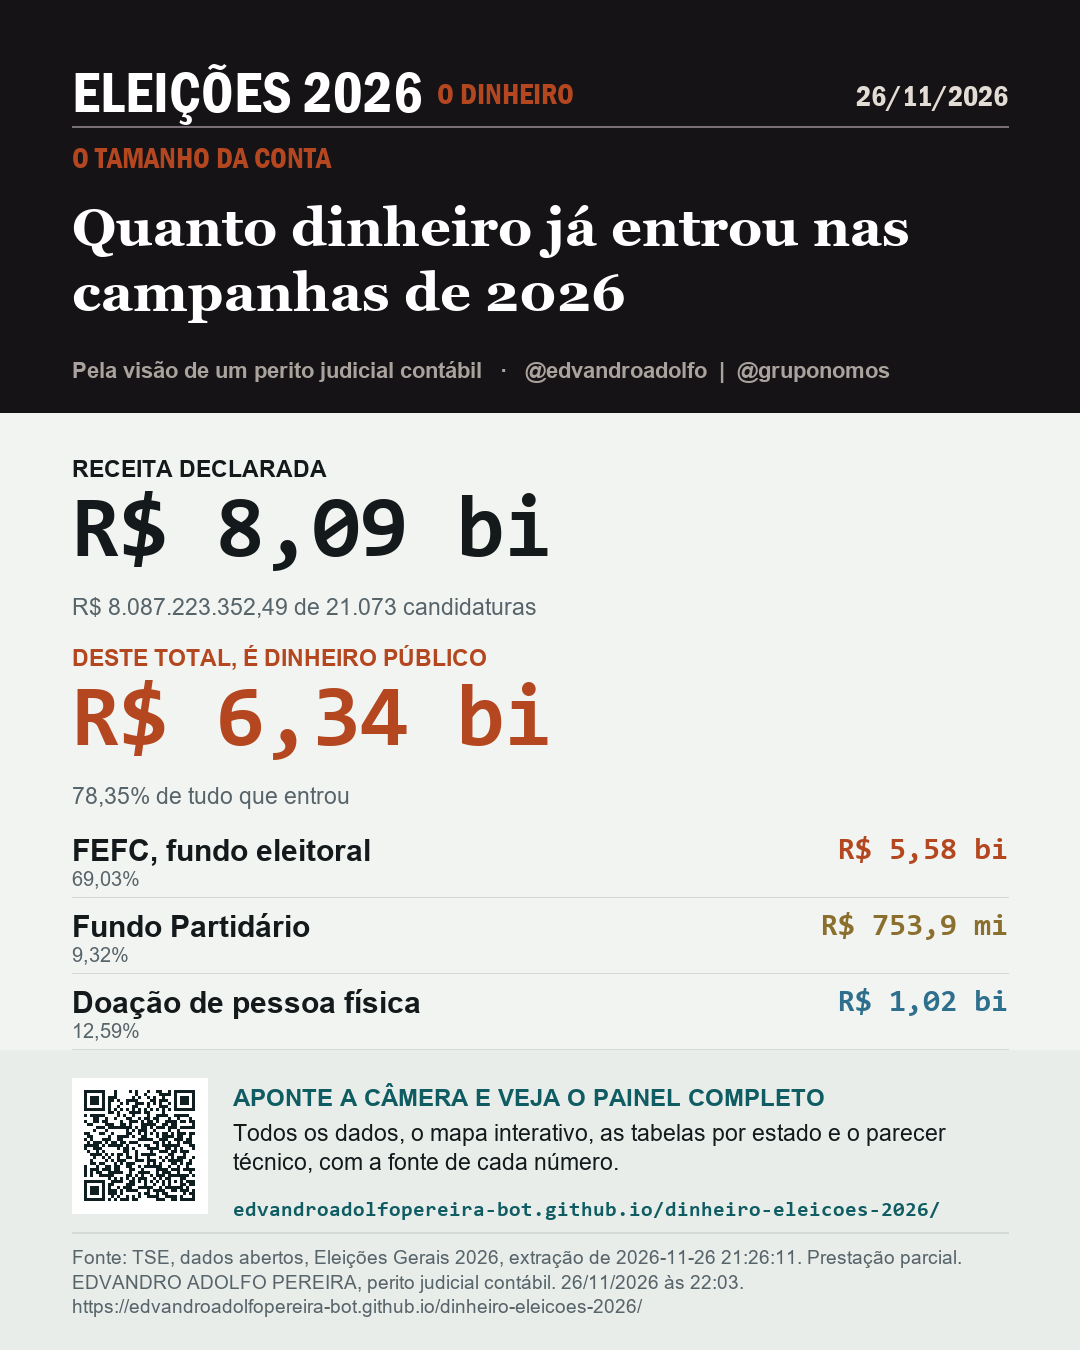 ELEIÇÕES 2026 O DINHEIRO 26/11/2026
O TAMANHO DA CONTA
Quanto dinheiro já entrou nas
campanhas de 2026
Pela visão de um perito judicial contábil · @edvandroadolfo | @gruponomos
RECEITA DECLARADA
R$ 8,09 bi
R$ 8.087.223.352,49 de 21.073 candidaturas
DESTE TOTAL, É DINHEIRO PÚBLICO
R$ 6,34 bi
78,35% de tudo que entrou
FEFC, fundo eleitoral R$ 5,58 bi
69,03%
Fundo Partidário R$ 753,9 mi
9,32%
Doação de pessoa física R$ 1,02 bi
12,59%
APONTE A CÂMERA E VEJA O PAINEL COMPLETO
Todos os dados, o mapa interativo, as tabelas por estado e o parecer
técnico, com a fonte de cada número.
edvandroadolfopereira-bot.github.io/dinheiro-eleicoes-2026/
Fonte: TSE, dados abertos, Eleições Gerais 2026, extração de 2026-11-26 21:26:11. Prestação parcial.
EDVANDRO ADOLFO PEREIRA, perito judicial contábil. 26/11/2026 às 22:03.
https://edvandroadolfopereira-bot.github.io/dinheiro-eleicoes-2026/